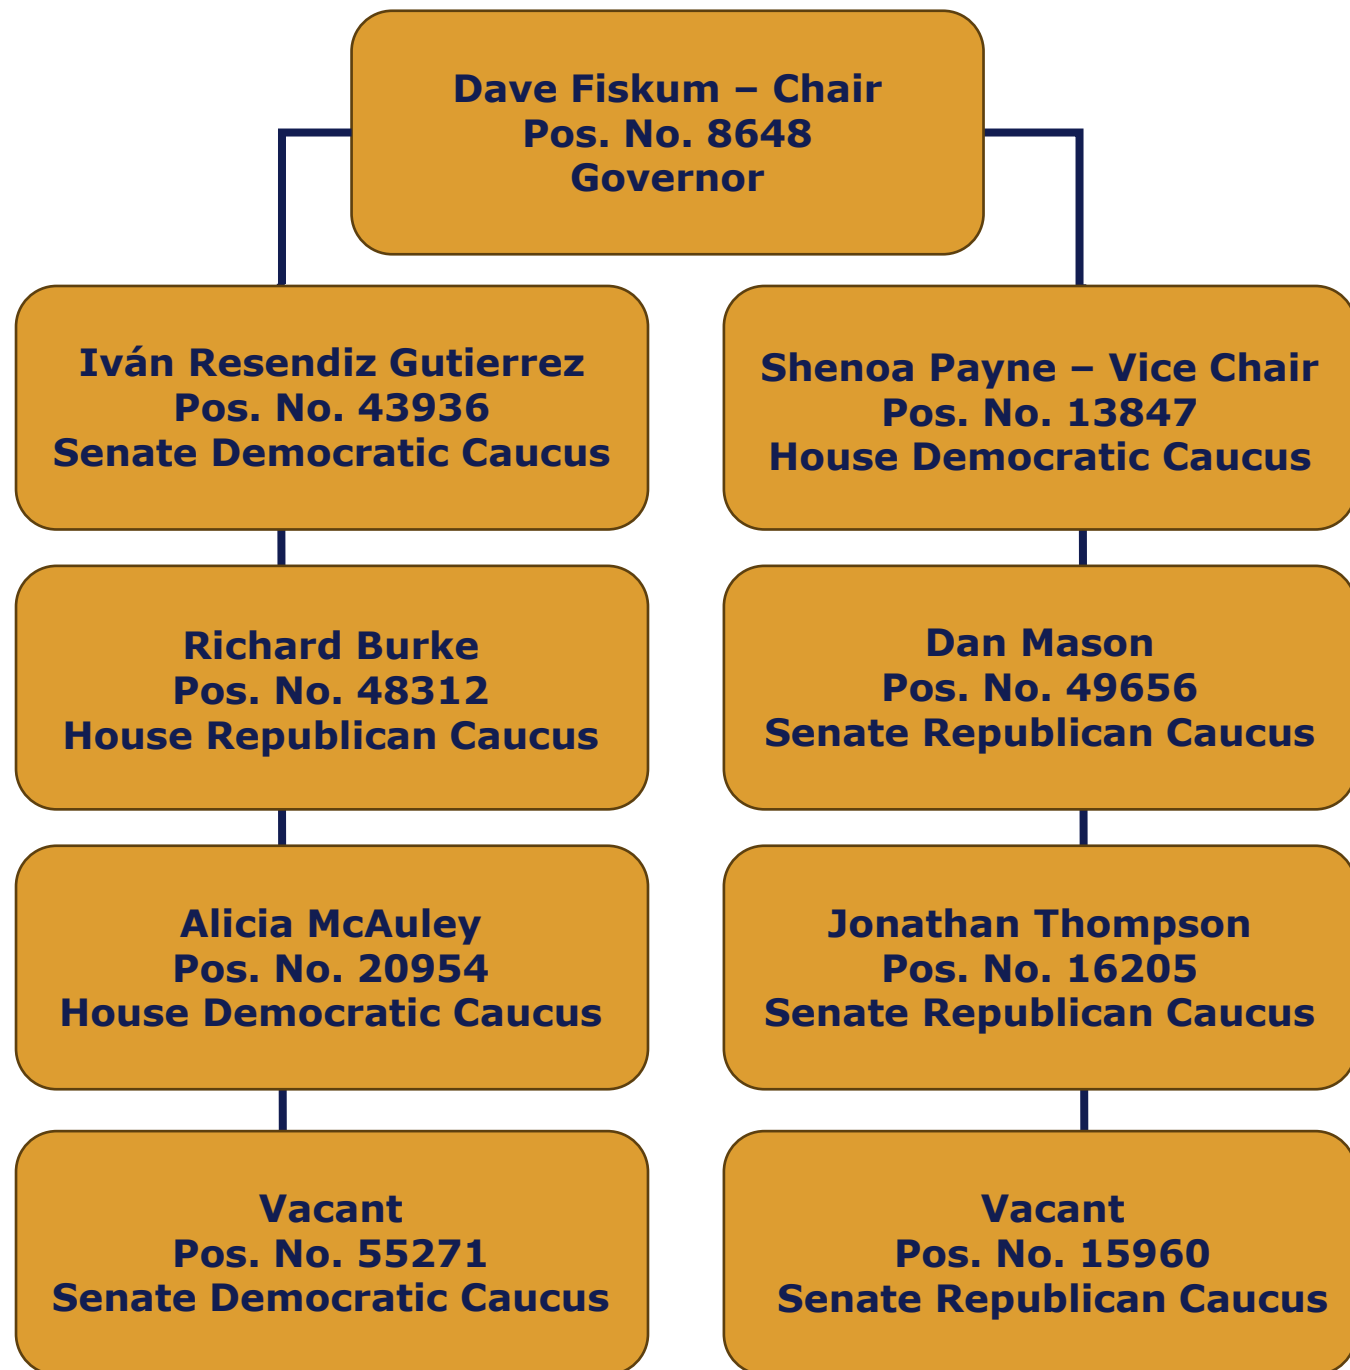 Dave Fiskum – Chair
Pos. No. 8648
Governor
Iván Resendiz Gutierrez
Pos. No. 43936
Senate Democratic Caucus
Shenoa Payne – Vice Chair
Pos. No. 13847
House Democratic Caucus
Richard Burke
Pos. No. 48312
House Republican Caucus
Dan Mason
Pos. No. 49656
Senate Republican Caucus
Alicia McAuley
Pos. No. 20954
House Democratic Caucus
Jonathan Thompson
Pos. No. 16205
Senate Republican Caucus
Vacant
Pos. No. 55271
Senate Democratic Caucus
Vacant
Pos. No. 15960
Senate Republican Caucus